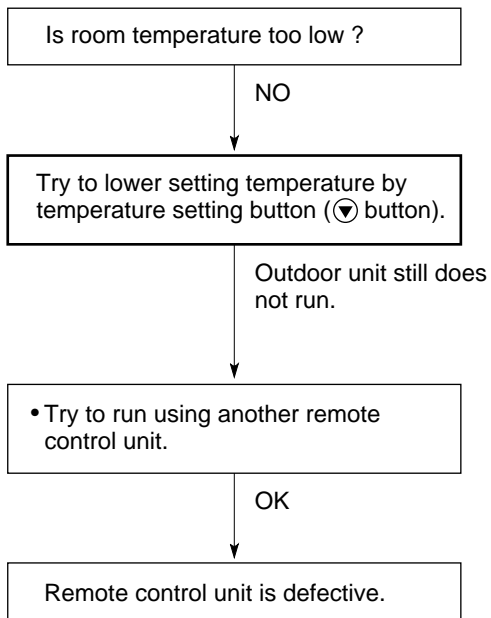 Is room temperature too low ?
NO
Try to lower setting temperature by
temperature setting button (▼ button).
Outdoor unit still does
not run.
• Try to run using another remote
control unit.
OK
Remote control unit is defective.